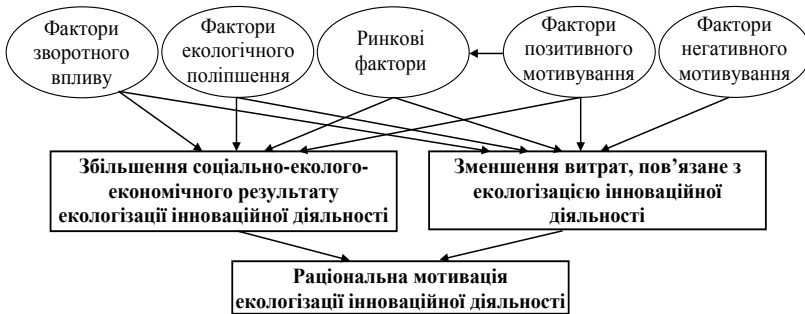 Фактори
зворотного
впливу
Фактори
екологічного
поліпшення
Ринкові
фактори
Фактори
позитивного
мотивування
Фактори
негативного
мотивування
Збільшення соціально-еколого-
економічного результату
екологізації інноваційної діяльності
Зменшення витрат, пов’язане з
екологізацією інноваційної
діяльності
Раціональна мотивація
екологізації інноваційної діяльності